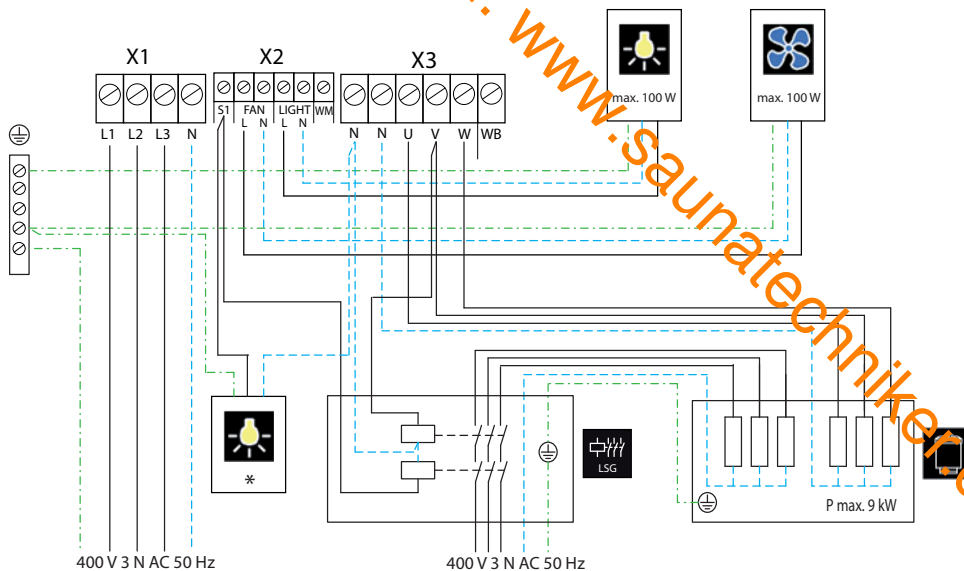 www.saunatechniker.
X1 X2 X3
S1 FAN LIGHT WM
L N L N
L1 L2 L3 N
N N U V W WB
max. 100 W
max. 100 W
*
LSG
P max. 9 kW
400 V 3 N AC 50 Hz
400 V 3 N AC 50 Hz